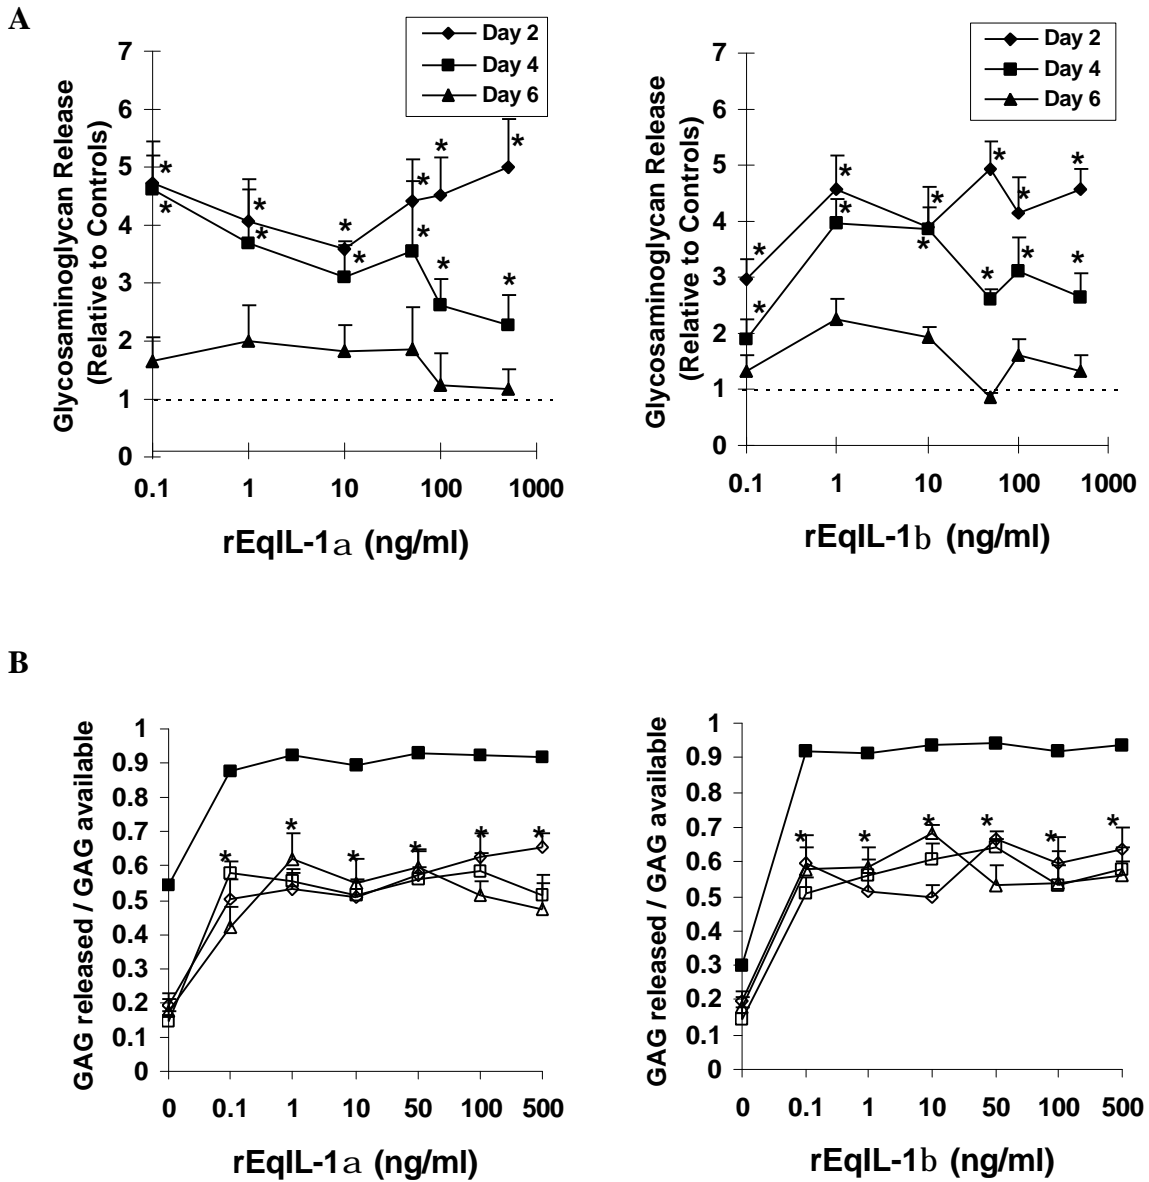 A
Glycosaminoglycan Release
(Relative to Controls)
7
6
5
4
3
2
1
0
0.1 1 10 100 1000
rEqIL-1a (ng/ml)
Day 2
Day 4
Day 6
* * * * * * * * * * * *
Glycosaminoglycan Release
(Relative to Controls)
7
6
5
4
3
2
1
0
0.1 1 10 100 1000
rEqIL-1b (ng/ml)
Day 2
Day 4
Day 6
* * * * * * * * * * * *
B
GAG released / GAG available
1
0.9
0.8
0.7
0.6
0.5
0.4
0.3
0.2
0.1
0
0 0.1 1 10 50 100 500
rEqIL-1a (ng/ml)
* * * * * *
GAG released / GAG available
1
0.9
0.8
0.7
0.6
0.5
0.4
0.3
0.2
0.1
0
0 0.1 1 10 50 100 500
rEqIL-1b (ng/ml)
* * * * * *